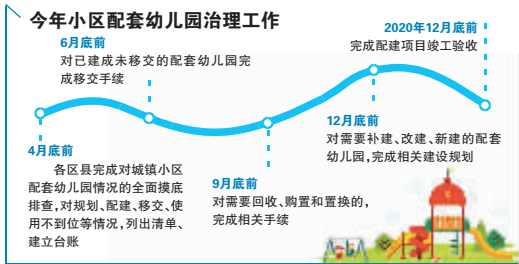 今年小区配套幼儿园治理工作
4月底前
各区县完成对城镇小区
配套幼儿园情况的全面摸底
排查，对规划、配建、移交、使
用不到位等情况，列出清单、
建立台账
6月底前
对已建成未移交的配套幼儿园完
成移交手续
9月底前
对需要回收、购置和置换的，
完成相关手续
12月底前
对需要补建、改建、新建的配套
幼儿园，完成相关建设规划
2020年12月底前
完成配建项目竣工验收